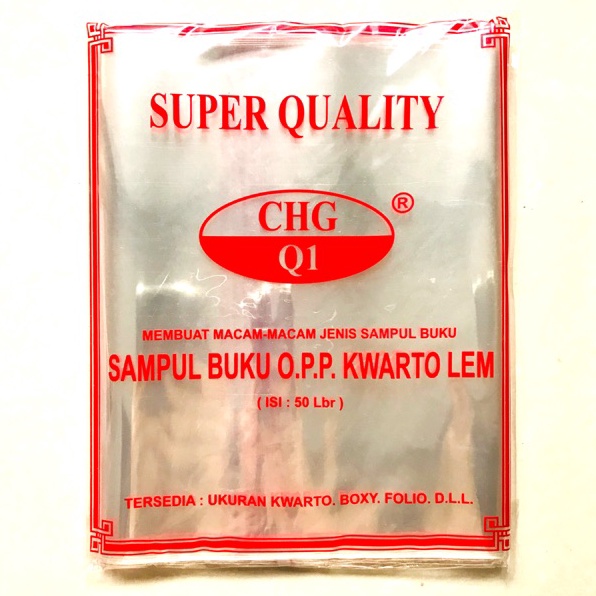 SUPER QUALITY
CHG ®
Q1
MEMBUAT MACAM-MACAM JENIS SAMPUL BUKU
SAMPUL BUKU O.P.P. KWARTO LEM
( ISI : 50 Lbr )
TERSEDIA : UKURAN KWARTO. BOXY. FOLIO. D.L.L.